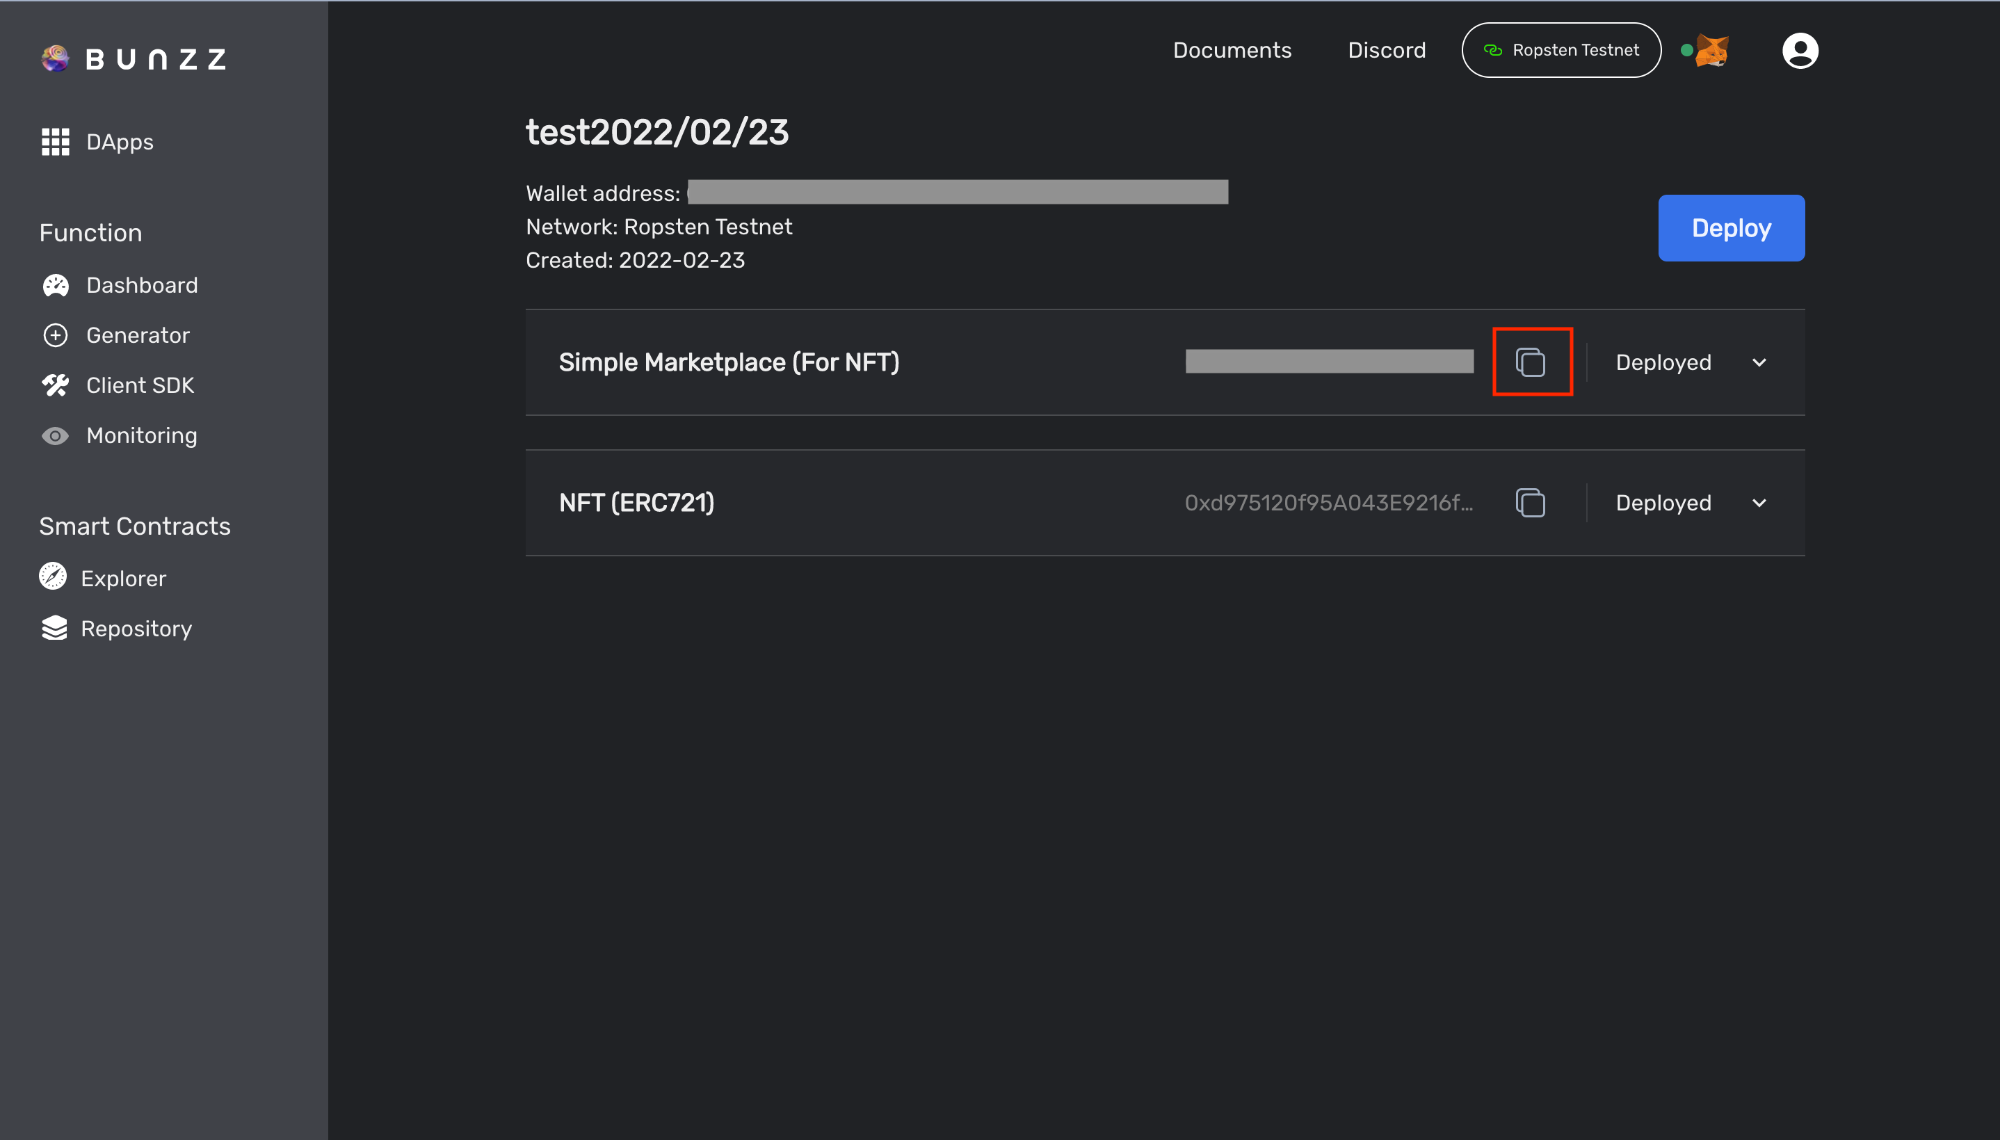 BUNZZ
DApps
Function
Dashboard
Generator
Client SDK
Monitoring
Smart Contracts
Explorer
Repository
Documents
Discord
Ropsten Testnet
test2022/02/23
Wallet address:
Network: Ropsten Testnet
Created: 2022-02-23
Deploy
Simple Marketplace (For NFT)
Deployed
NFT (ERC721)
0xd975120f95A043E9216f...
Deployed